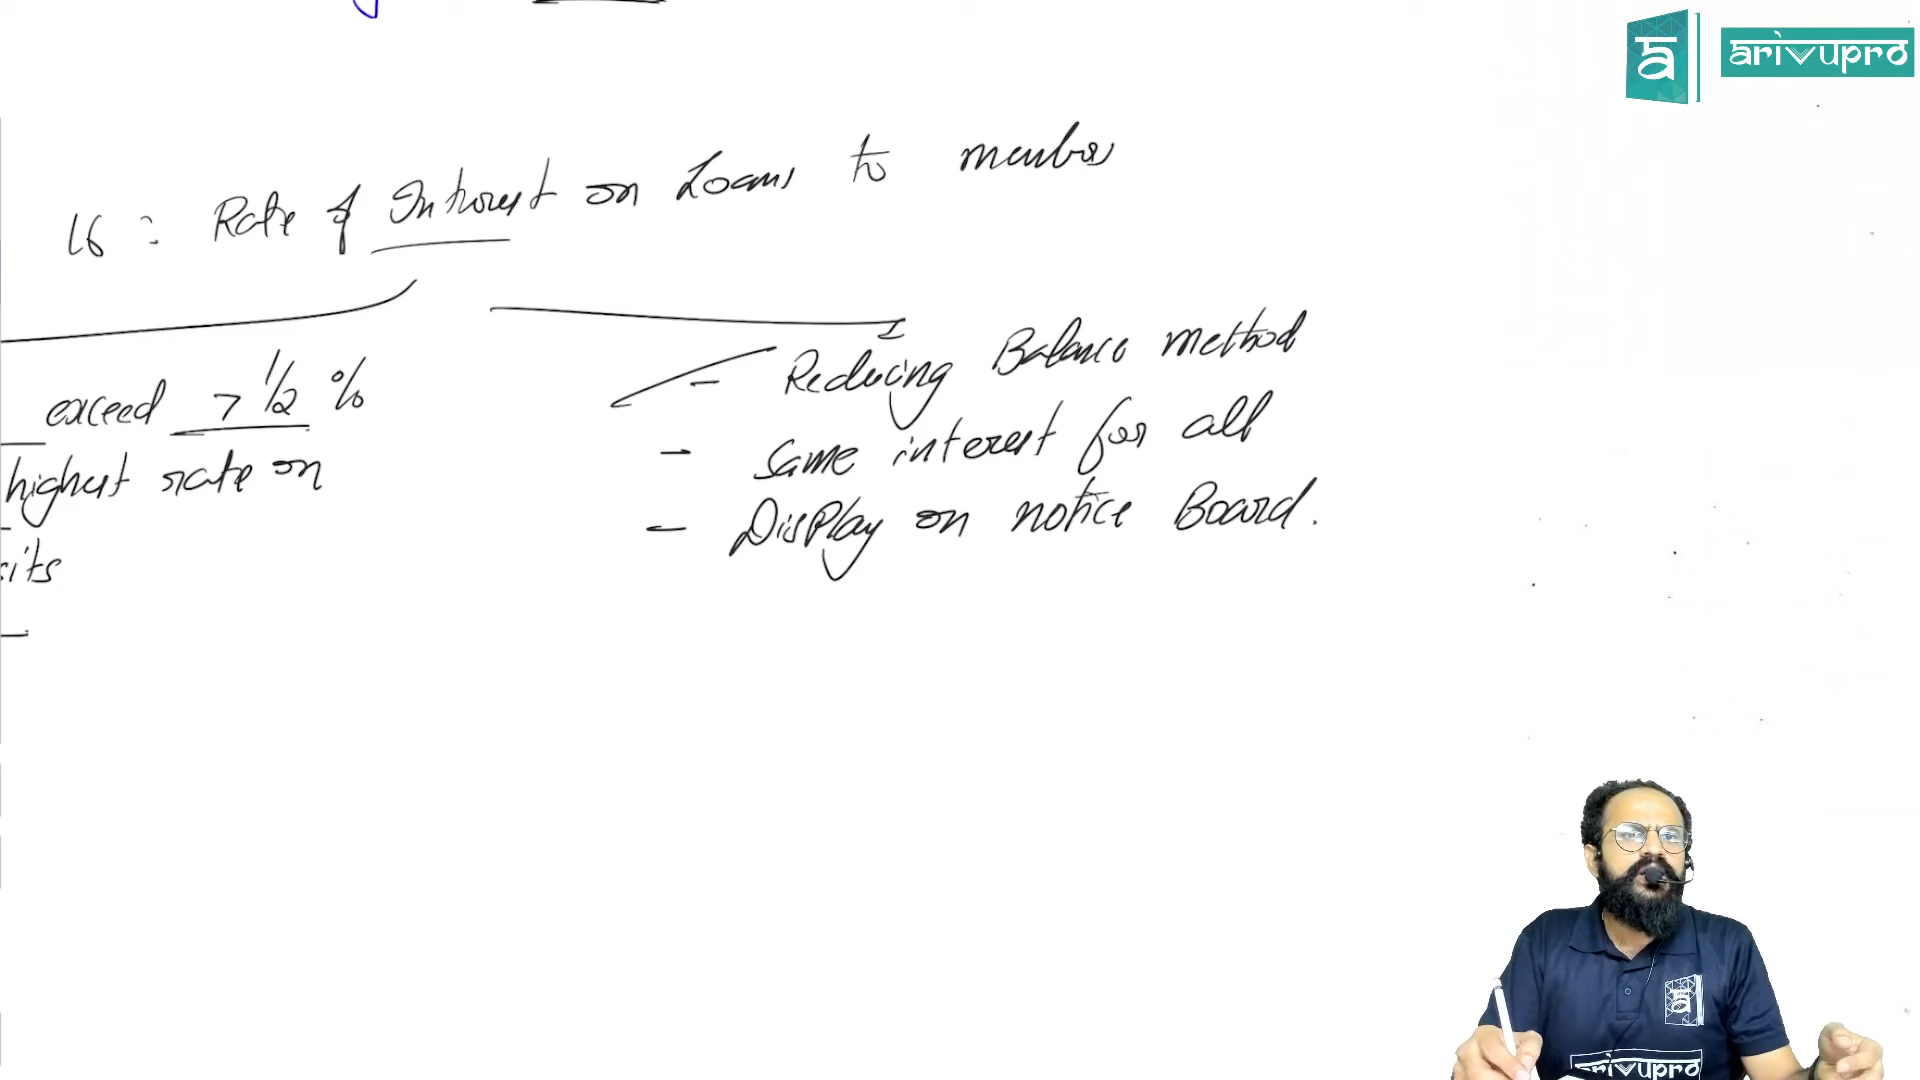 arivupro
16 : Rate of Interest on Loans to members
exceed 7 1/2 %
highest rate on
sits
- Reducing Balance method
- Same interest for all
- Display on notice Board.
arivupro